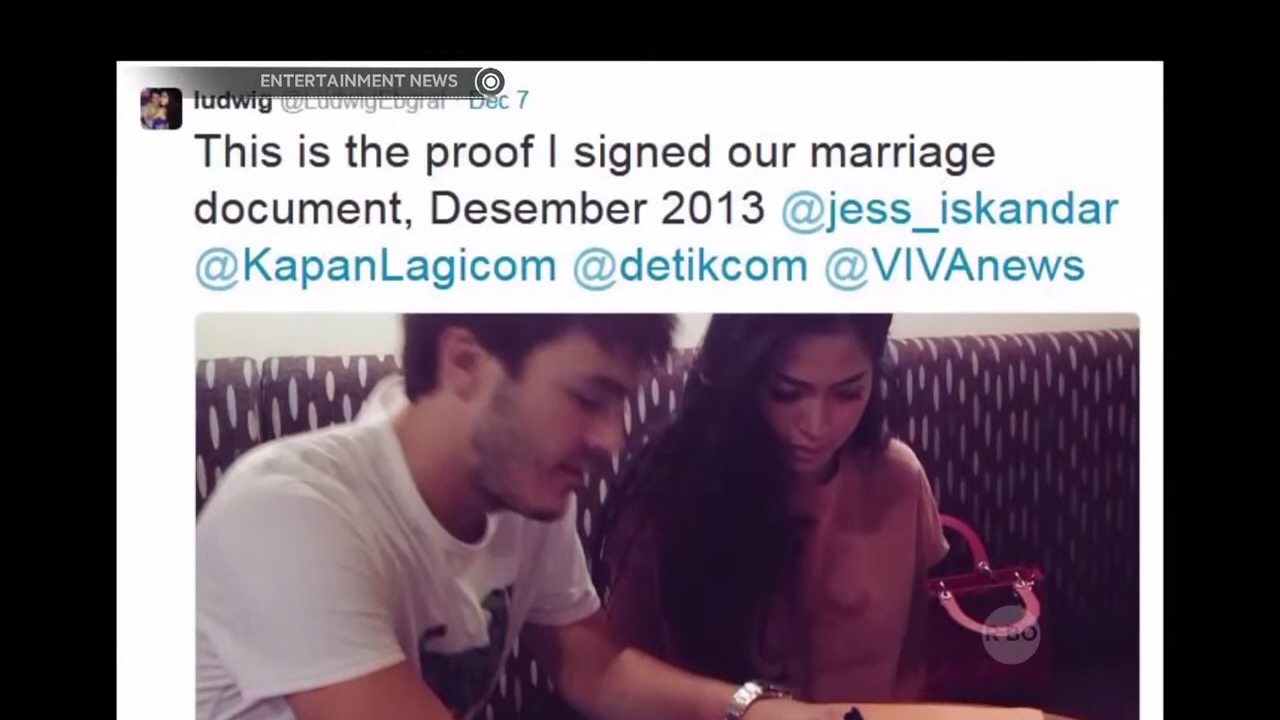 ENTERTAINMENT NEWS
ludwig @LudwigEbgraf Dec 7
This is the proof I signed our marriage
document, Desember 2013 @jess_iskandar
@KapanLagicom @detikcom @VIVAnews